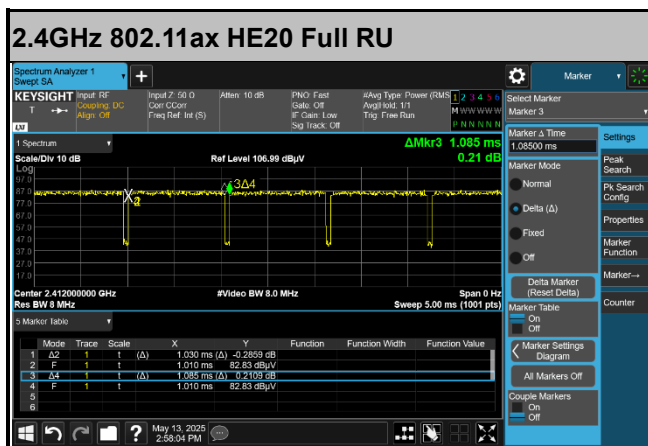 2.4GHz 802.11ax HE20 Full RU
Spectrum Analyzer 1
Swept SA
Marker
KEYSIGHT Input: RF Input Z: 50 Ω Atten: 10 dB PNO: Fast #Avg Type: Power (RMS 1 2 3 4 5 6
Coupling: DC Corr CCorr Gate: Off Avg|Hold: 1/1 M W W W W W
Align: Off Freq Ref: Int (S) IF Gain: Low Trig: Free Run
Sig Track: Off P N N N N N
LXI
Select Marker
Marker 3
1 Spectrum
ΔMkr3 1.085 ms
Scale/Div 10 dB Ref Level 106.99 dBµV 0.21 dB
Log
97.0
87.0
77.0
67.0
57.0
47.0
37.0
27.0
17.0
3Δ4
X
2
Center 2.412000000 GHz #Video BW 8.0 MHz Span 0 Hz
Res BW 8 MHz Sweep 5.00 ms (1001 pts)
5 Marker Table
Mode Trace Scale X Y Function Function Width Function Value
1 Δ2 1 t (Δ) 1.030 ms (Δ) -0.2859 dB
2 F 1 t 1.010 ms 82.83 dBµV
3 Δ4 1 t (Δ) 1.085 ms (Δ) 0.2109 dB
4 F 1 t 1.010 ms 82.83 dBµV
5
6
Marker Δ Time
1.08500 ms
Marker Mode
Normal
Delta (Δ)
Fixed
Off
Delta Marker
(Reset Delta)
Marker Table
On
Off
Marker Settings
Diagram
All Markers Off
Couple Markers
On
Off
Settings
Peak
Search
Pk Search
Config
Properties
Marker
Function
Marker→
Counter
? May 13, 2025
2:58:04 PM